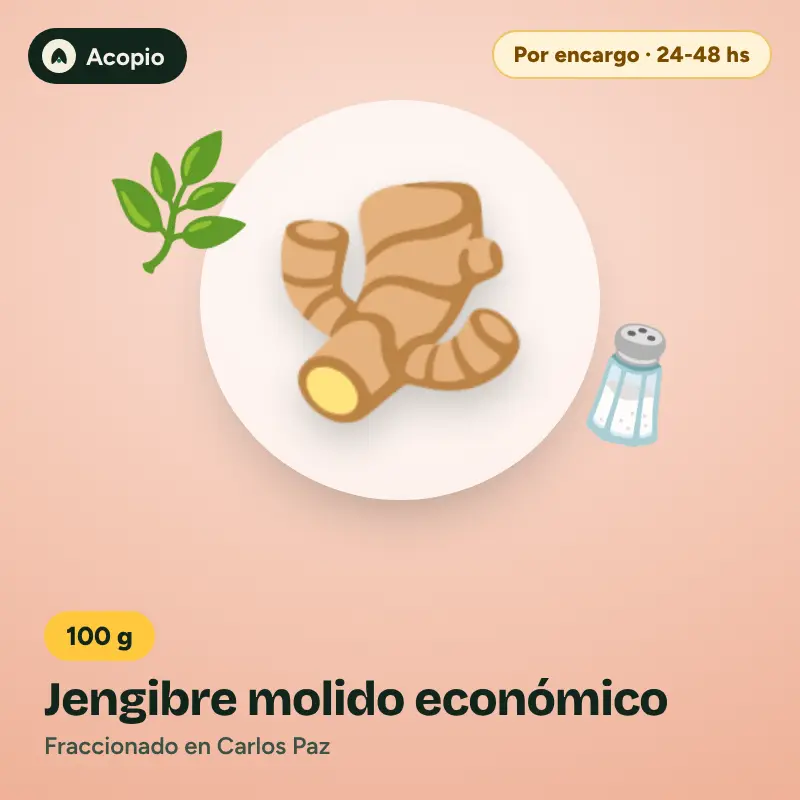 Acopio
Por encargo · 24-48 hs
100 g
Jengibre molido económico
Fraccionado en Carlos Paz